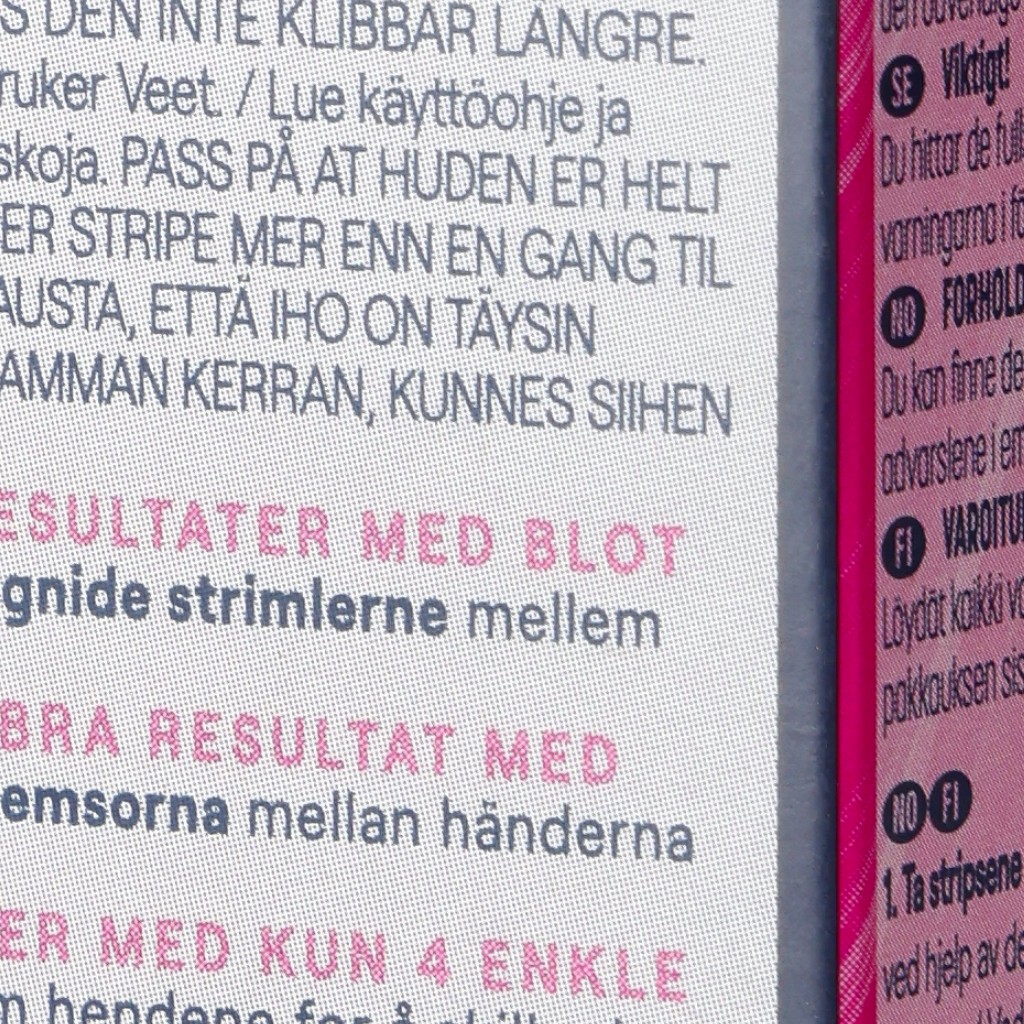 DEN INTE KLIBBAR LÄNGRE.
ruker Veet. / Lue käyttöohje ja
skoja. PASS PÅ AT HUDEN ER HELT
ER STRIPE MER ENN EN GANG TIL
AUSTA, ETTÄ IHO ON TÄYSIN
AMMAN KERRAN, KUNNES SIIHEN
ESULTATER MED BLOT
gnide strimlerne mellem
BRA RESULTAT MED
emsorna mellan händerna
ER MED KUN 4 ENKLE
hendene for å
SE Viktigt!
Du hittar de full
varningarna i fö
NO FORHOLD
Du kan finne de
advarslene i em
FI VAROITU
Löydät kaikki va
pakkauksen sis
NO FI
1. Ta stripsene
ved hjelp av de